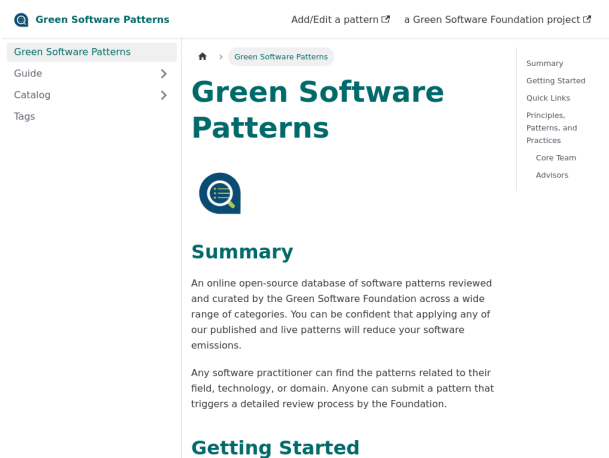 Green Software Patterns
Add/Edit a pattern
a Green Software Foundation project
Green Software Patterns
Guide
Catalog
Tags
Green Software Patterns
Green Software
Patterns
Summary
An online open-source database of software patterns reviewed
and curated by the Green Software Foundation across a wide
range of categories. You can be confident that applying any of
our published and live patterns will reduce your software
emissions.
Any software practitioner can find the patterns related to their
field, technology, or domain. Anyone can submit a pattern that
triggers a detailed review process by the Foundation.
Getting Started
Summary
Getting Started
Quick Links
Principles,
Patterns, and
Practices
Core Team
Advisors